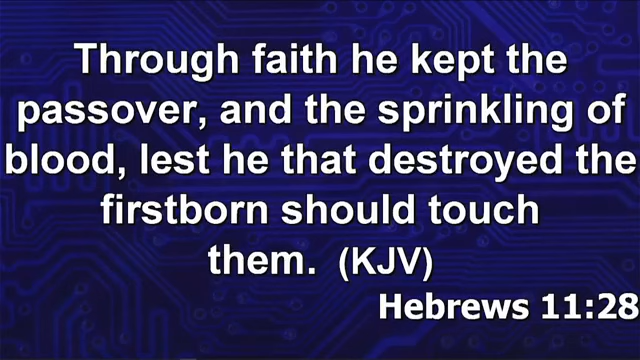 Through faith he kept the
passover, and the sprinkling of
blood, lest he that destroyed the
firstborn should touch
them. (KJV)
Hebrews 11:28